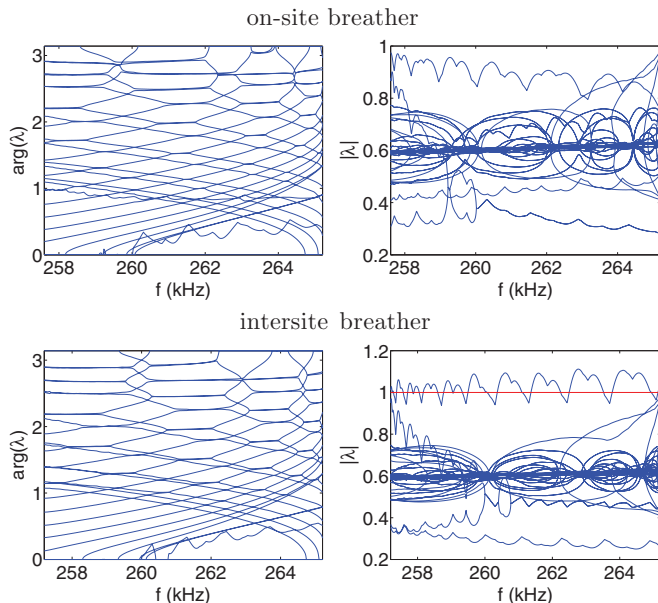 on-site breather
3
2
1
0
arg(λ)
258 260 262 264
f (kHz)
1
0.8
0.6
0.4
0.2
|λ|
258 260 262 264
f (kHz)
intersite breather
3
2
1
0
arg(λ)
258 260 262 264
f (kHz)
1.2
1
0.8
0.6
0.4
0.2
|λ|
258 260 262 264
f (kHz)